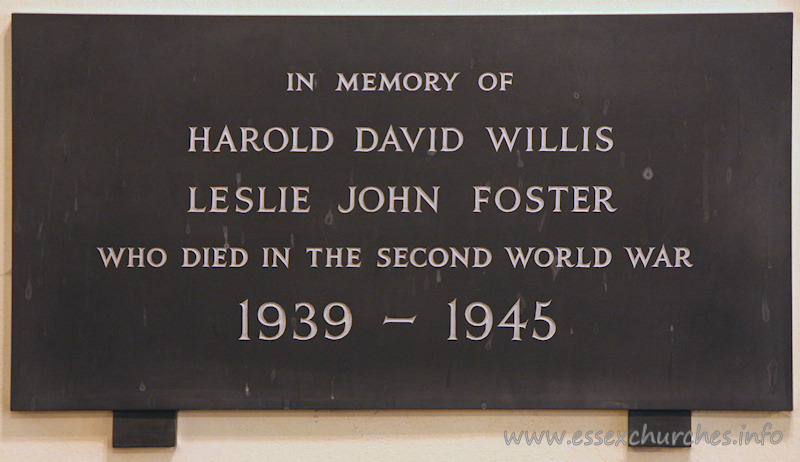 IN MEMORY OF
HAROLD DAVID WILLIS
LESLIE JOHN FOSTER
WHO DIED IN THE SECOND WORLD WAR
1939 – 1945
www.essexchurches.info